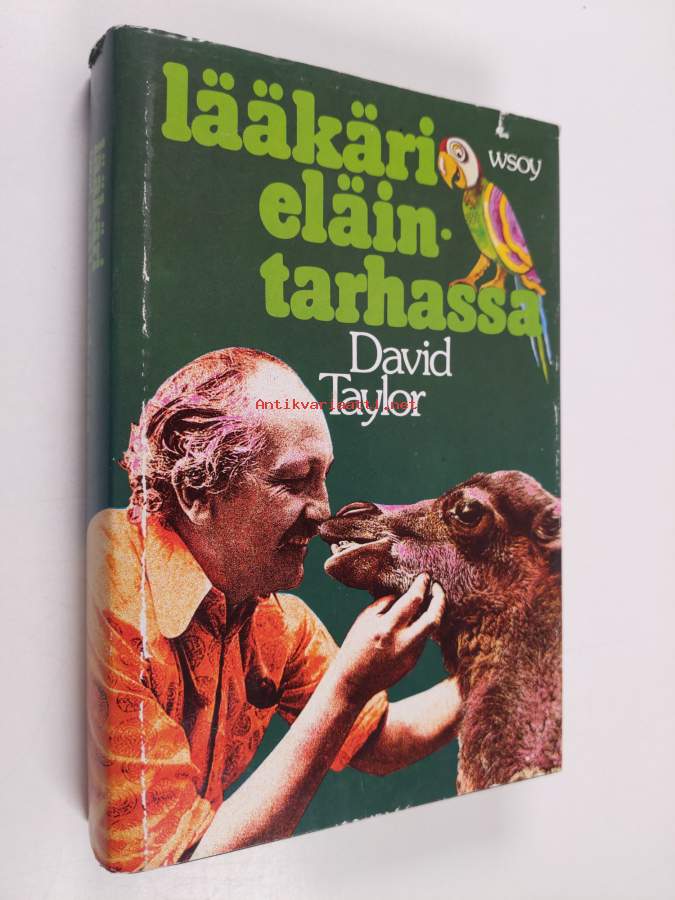 lääkäri
wsoy
eläin-
tarhassa
David
Taylor
Antikvariaatti.net